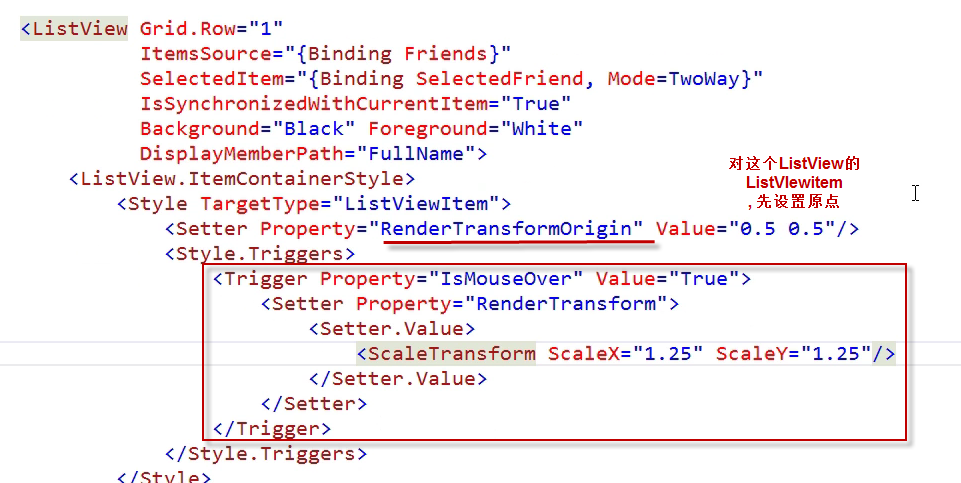 <ListView Grid.Row="1"
ItemsSource="{Binding Friends}"
SelectedItem="{Binding SelectedFriend, Mode=TwoWay}"
IsSynchronizedWithCurrentItem="True"
Background="Black" Foreground="White"
DisplayMemberPath="FullName">
<ListView.ItemContainerStyle>
<Style TargetType="ListViewItem">
<Setter Property="RenderTransformOrigin" Value="0.5 0.5"/>
<Style.Triggers>
<Trigger Property="IsMouseOver" Value="True">
<Setter Property="RenderTransform">
<Setter.Value>
<ScaleTransform ScaleX="1.25" ScaleY="1.25"/>
</Setter.Value>
</Setter>
</Trigger>
</Style.Triggers>
</Style>
对这个ListView的
ListVIewitem
,先设置原点